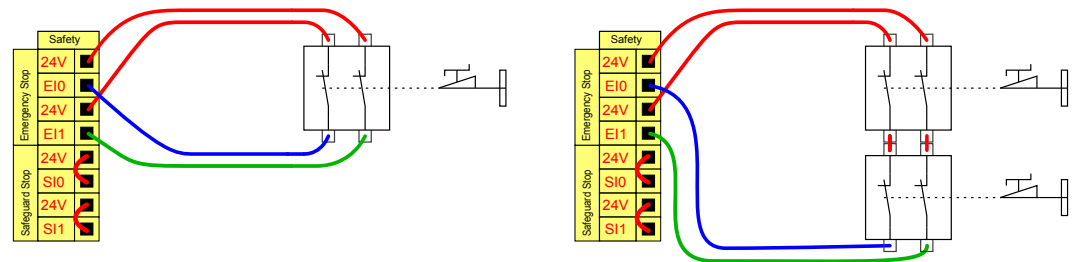 Safety
Emergency Stop
24V
EI0
24V
EI1
Safeguard Stop
24V
SI0
24V
SI1
Safety
Emergency Stop
24V
EI0
24V
EI1
Safeguard Stop
24V
SI0
24V
SI1